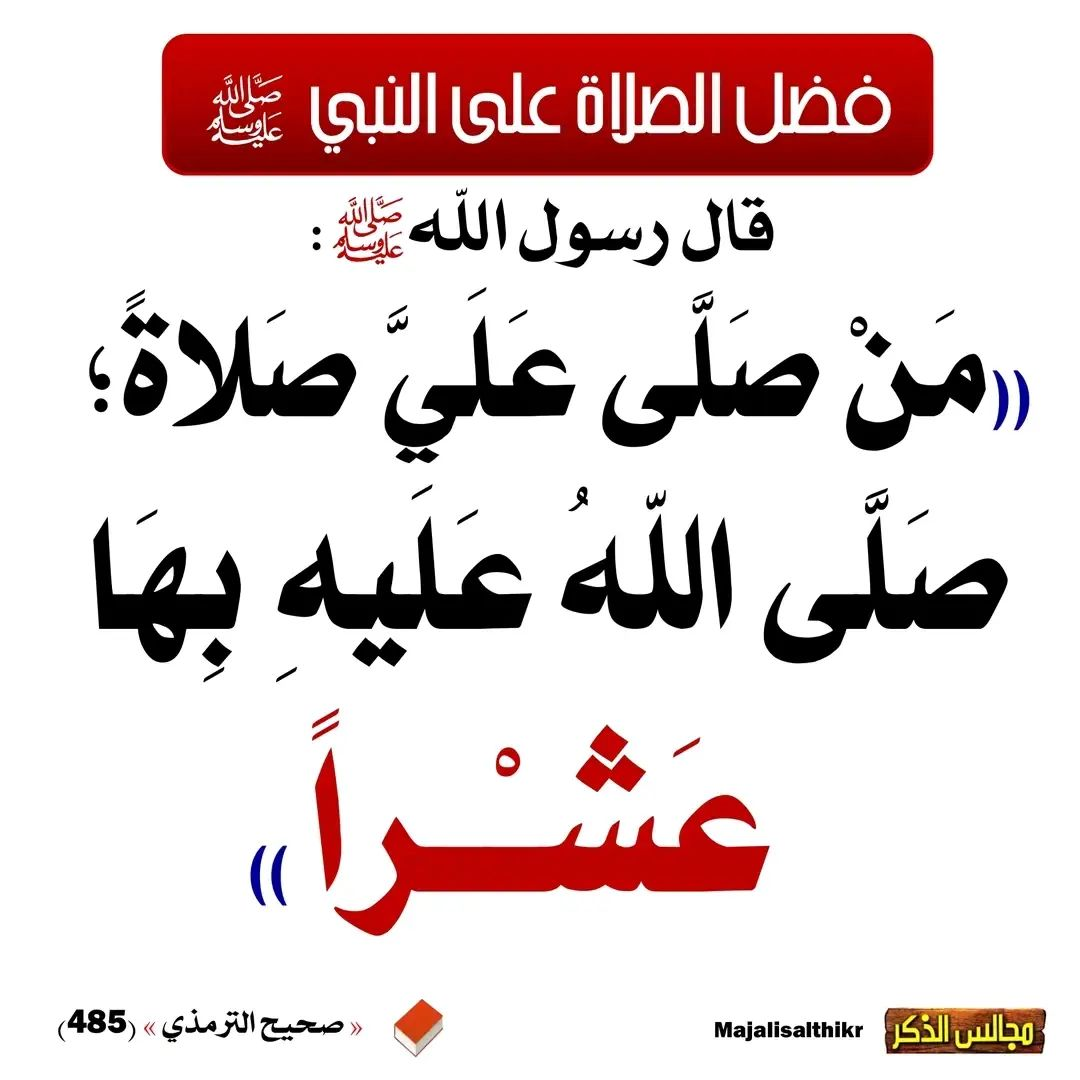 فضل الصلاة على النبي ﷺ
قال رسول الله ﷺ :
((مَنْ صَلَّى عَلَيَّ صَلاةً؛
صَلَّى اللّهُ عَلَيهِ بِهَا
عَشْراً))
« صحيح الترمذي » (485)
Majalisalthikr
مجالس الذكر